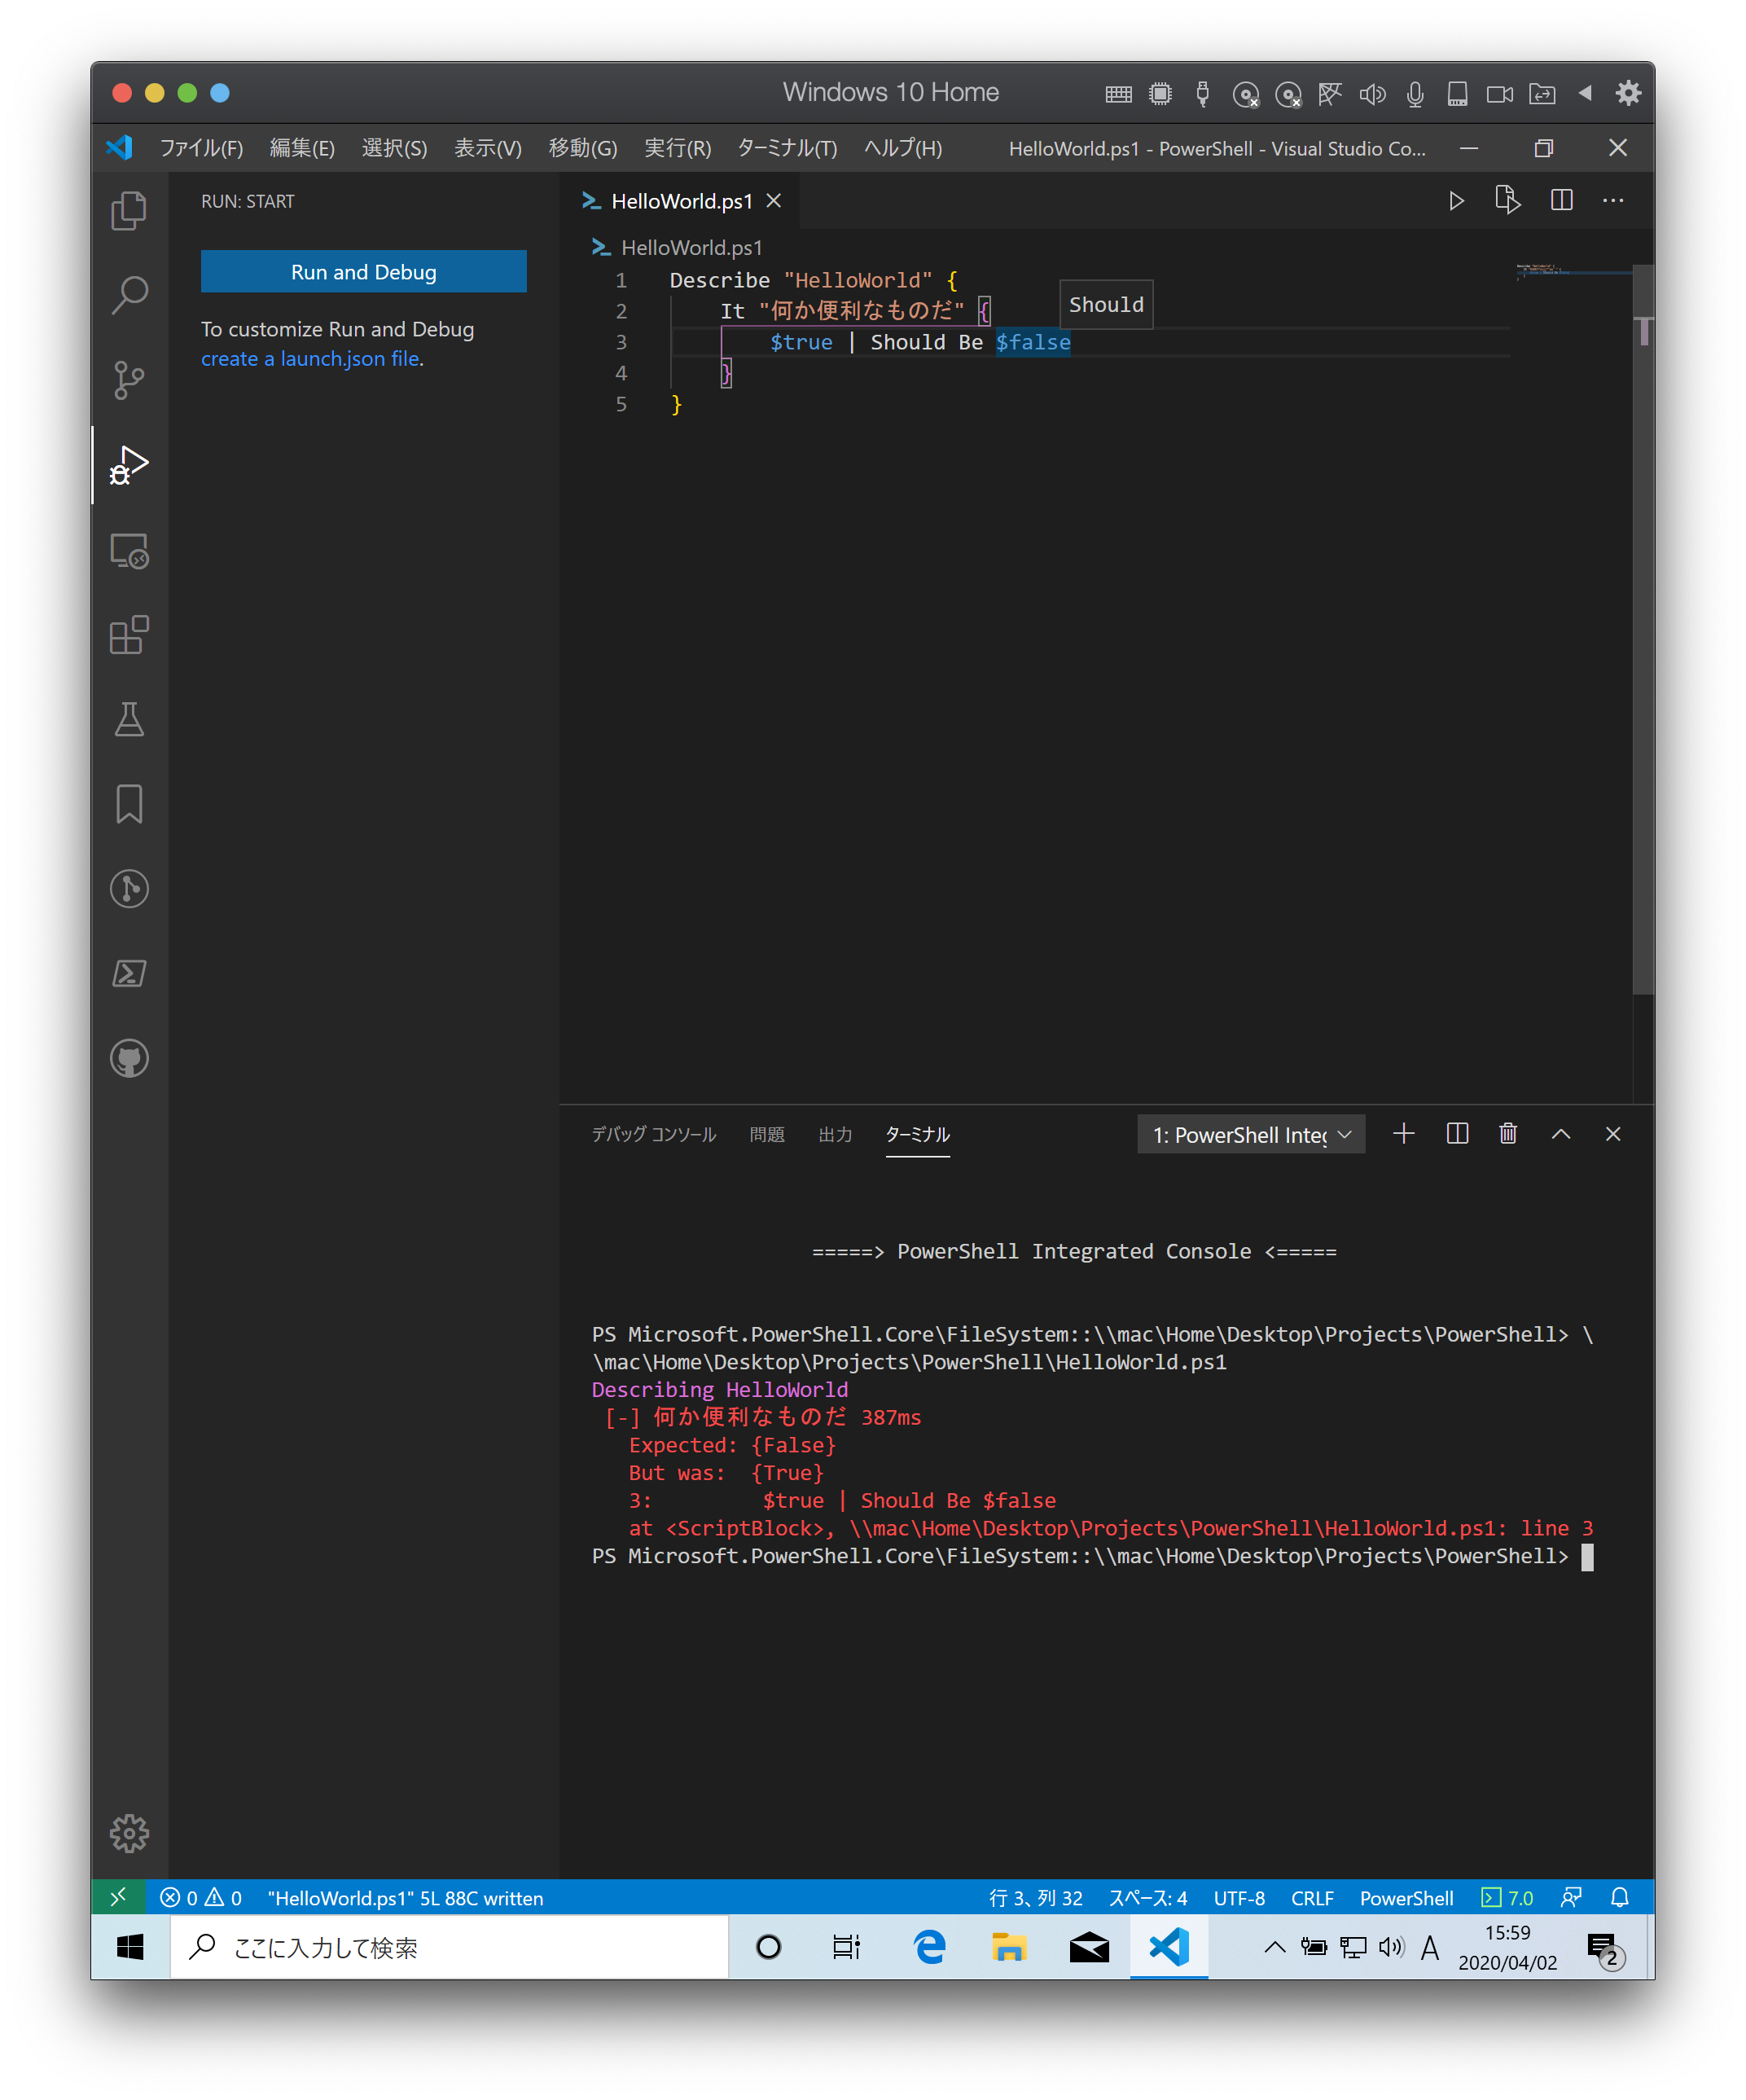 Windows 10 Home
ファイル(F) 編集(E) 選択(S) 表示(V) 移動(G) 実行(R) ターミナル(T) ヘルプ(H) HelloWorld.ps1 - PowerShell - Visual Studio Co...
RUN: START
Run and Debug
To customize Run and Debug
create a launch.json file.
HelloWorld.ps1
HelloWorld.ps1
1 Describe "HelloWorld" {
2 It "何か便利なものだ" {
Should
3 $true | Should Be $false
4 }
5 }
デバッグ コンソール 問題 出力 ターミナル 1: PowerShell Integ
=====> PowerShell Integrated Console <=====
PS Microsoft.PowerShell.Core\FileSystem::\\mac\Home\Desktop\Projects\PowerShell> \
\mac\Home\Desktop\Projects\PowerShell\HelloWorld.ps1
Describing HelloWorld
[-] 何か便利なものだ 387ms
Expected: {False}
But was: {True}
3: $true | Should Be $false
at <ScriptBlock>, \\mac\Home\Desktop\Projects\PowerShell\HelloWorld.ps1: line 3
PS Microsoft.PowerShell.Core\FileSystem::\\mac\Home\Desktop\Projects\PowerShell>
0 0 "HelloWorld.ps1" 5L 88C written 行 3、列 32 スペース: 4 UTF-8 CRLF PowerShell 7.0
ここに入力して検索
A
15:59
2020/04/02
2